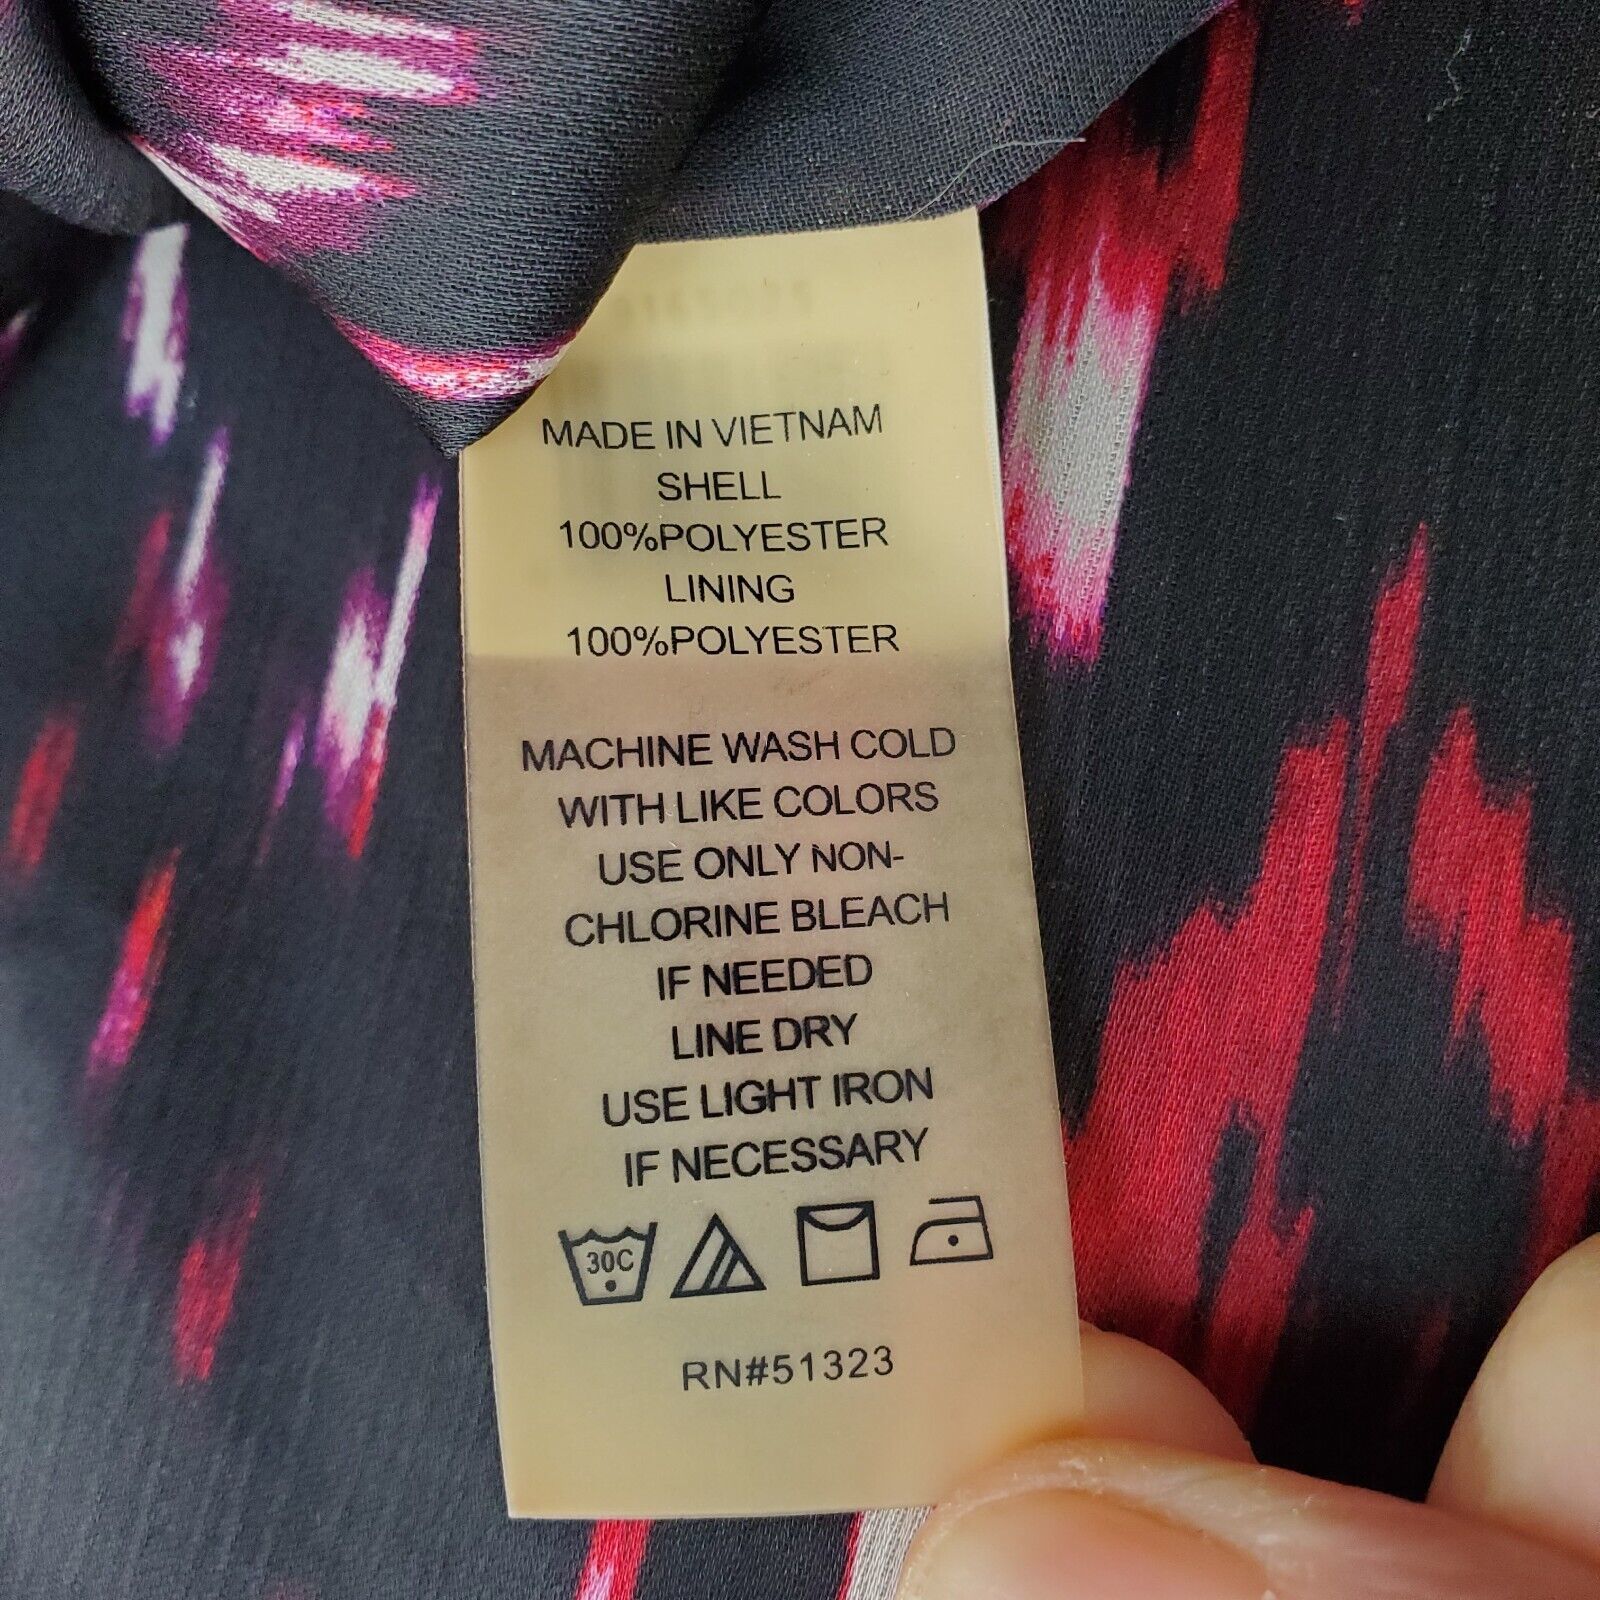 MADE IN VIETNAM
SHELL
100%POLYESTER
LINING
100%POLYESTER
MACHINE WASH COLD
WITH LIKE COLORS
USE ONLY NON-
CHLORINE BLEACH
IF NEEDED
LINE DRY
USE LIGHT IRON
IF NECESSARY
30C
RN#51323